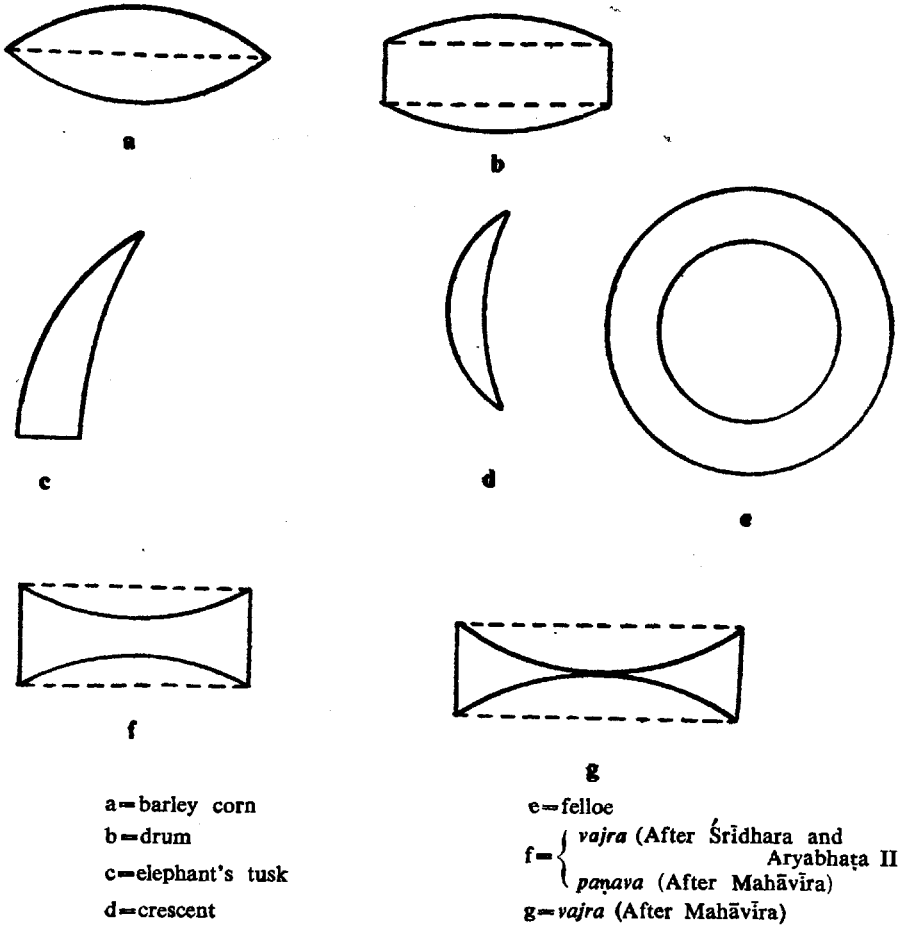 a
b
c
d
e
f
g
a=barley corn
b=drum
c=elephant's tusk
d=crescent
e=felloe
f= { vajra (After Śrīdhara and
Aryabhaṭa II
paṇava (After Mahāvīra)
g=vajra (After Mahāvīra)